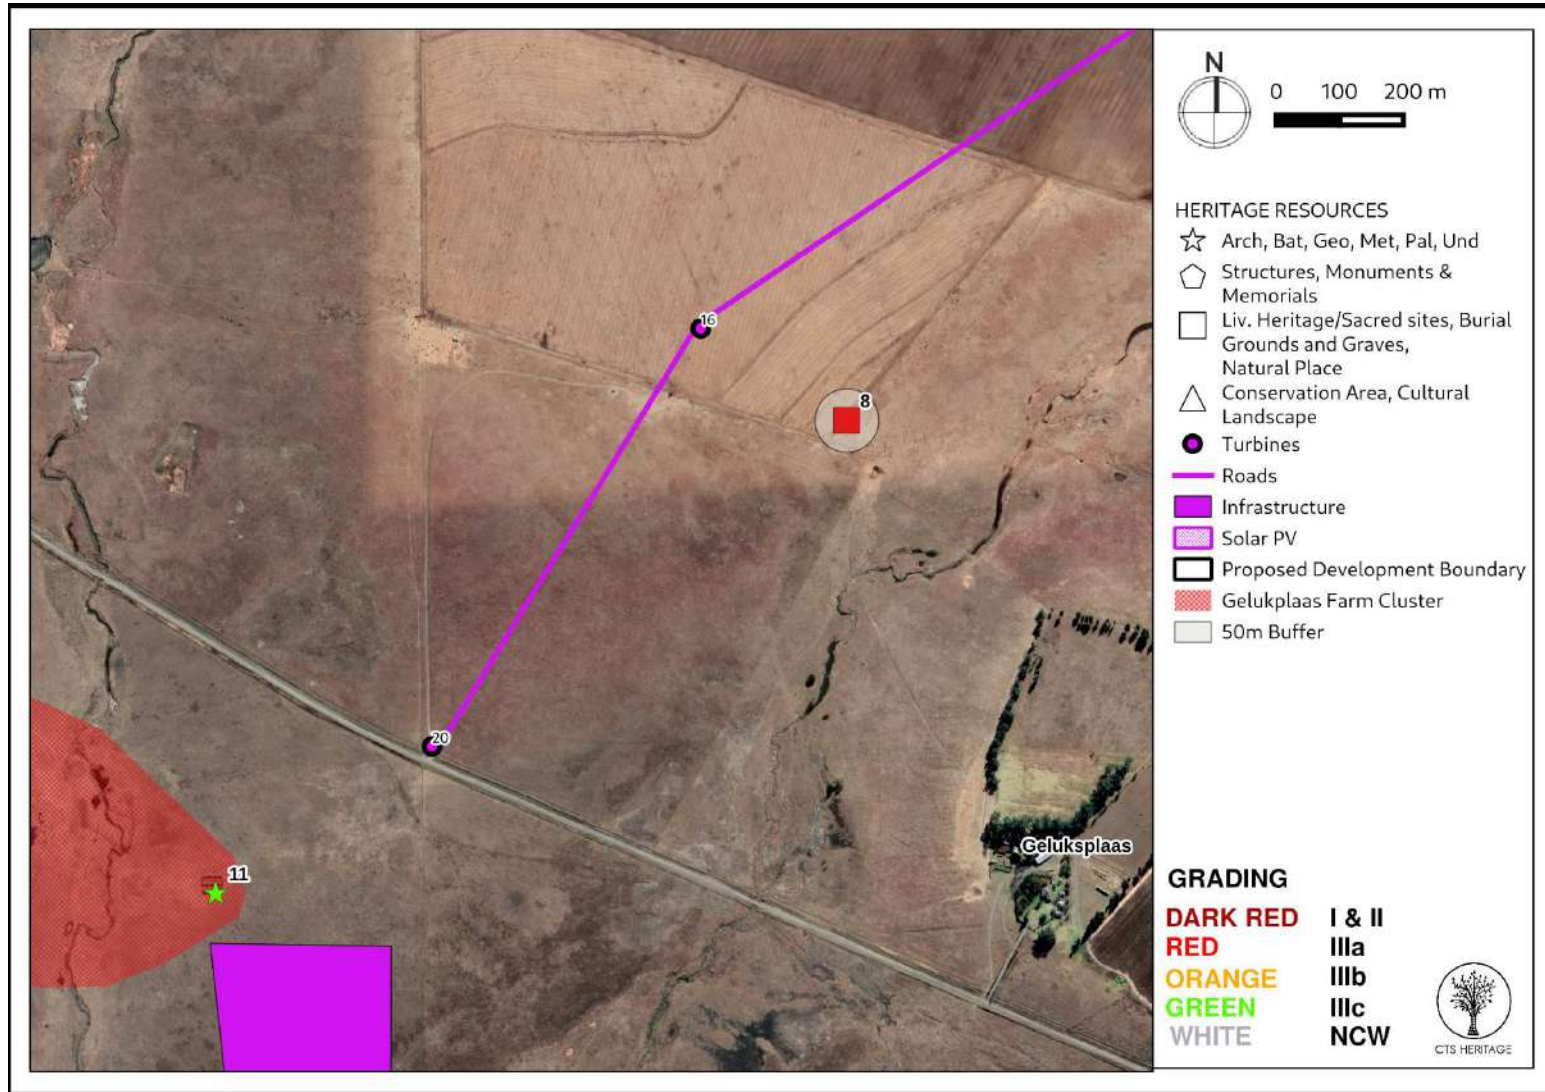 16
8
20
11
Geluksplaas
N
0 100 200 m
HERITAGE RESOURCES
Arch, Bat, Geo, Met, Pal, Und
Structures, Monuments &
Memorials
Liv. Heritage/Sacred sites, Burial
Grounds and Graves,
Natural Place
Conservation Area, Cultural
Landscape
Turbines
Roads
Infrastructure
Solar PV
Proposed Development Boundary
Gelukplaas Farm Cluster
50m Buffer
GRADING
DARK RED I & II
RED IIIa
ORANGE IIIb
GREEN IIIc
WHITE NCW
CTS HERITAGE